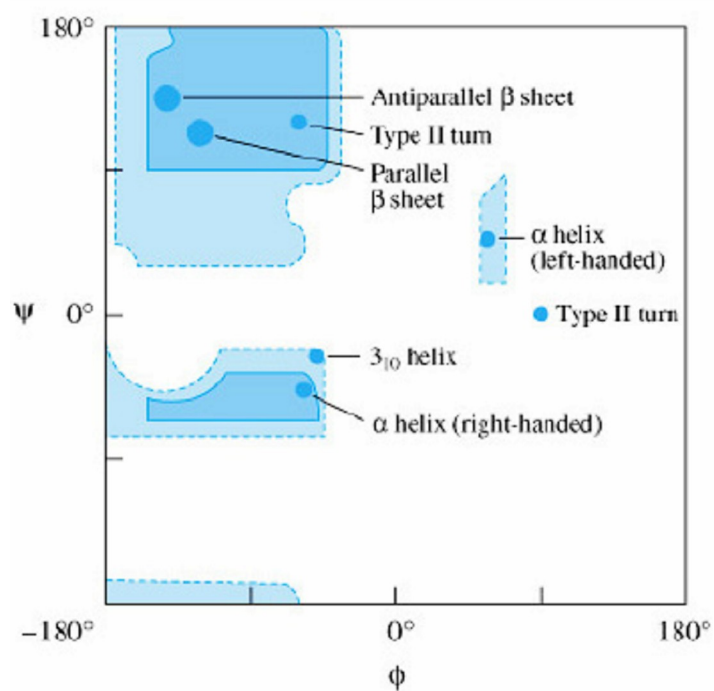 180°
Antiparallel β sheet
Type II turn
Parallel
β sheet
α helix
(left-handed)
ψ
0°
Type II turn
3₁₀ helix
α helix (right-handed)
−180°
0°
180°
ϕ